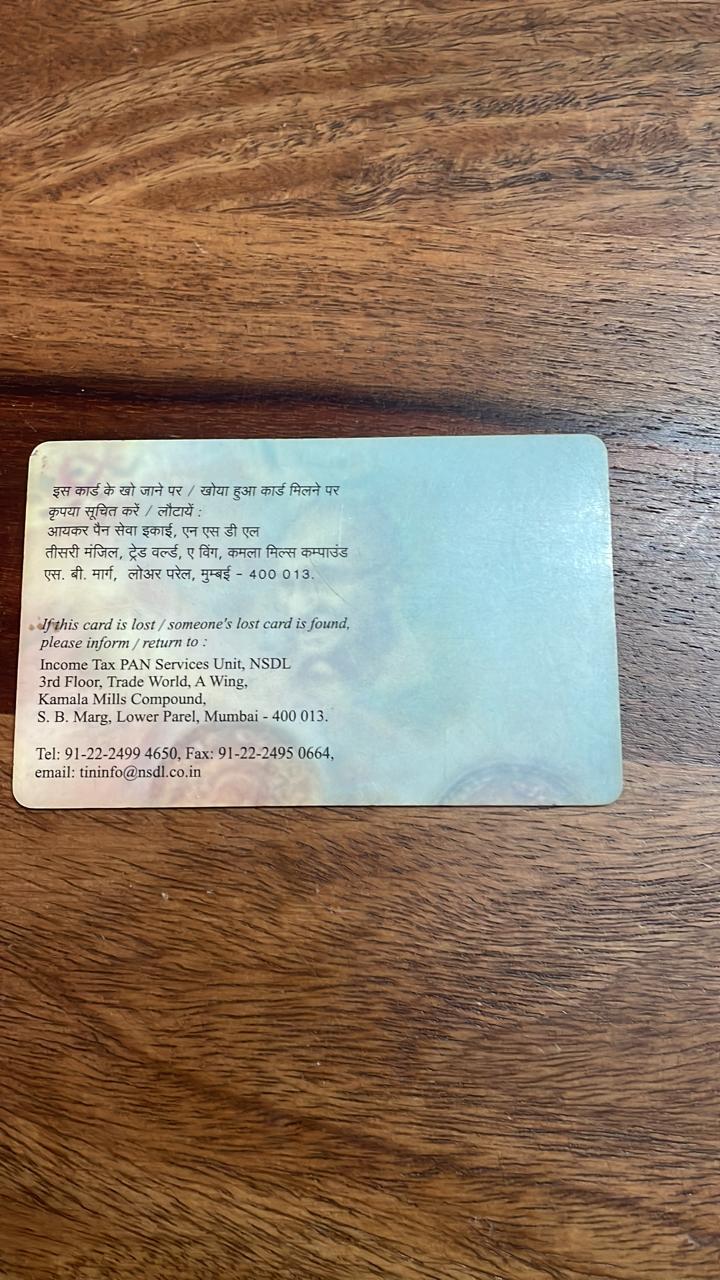 इस कार्ड के खो जाने पर / खोया हुआ कार्ड मिलने पर
कृपया सूचित करें / लौटायें :
आयकर पैन सेवा इकाई, एन एस डी एल
तीसरी मंजिल, ट्रेड वर्ल्ड, ए विंग, कमला मिल्स कम्पाउंड
एस. बी. मार्ग, लोअर परेल, मुम्बई - 400 013.
If this card is lost / someone's lost card is found,
please inform / return to :
Income Tax PAN Services Unit, NSDL
3rd Floor, Trade World, A Wing,
Kamala Mills Compound,
S. B. Marg, Lower Parel, Mumbai - 400 013.
Tel: 91-22-2499 4650, Fax: 91-22-2495 0664,
email: tininfo@nsdl.co.in